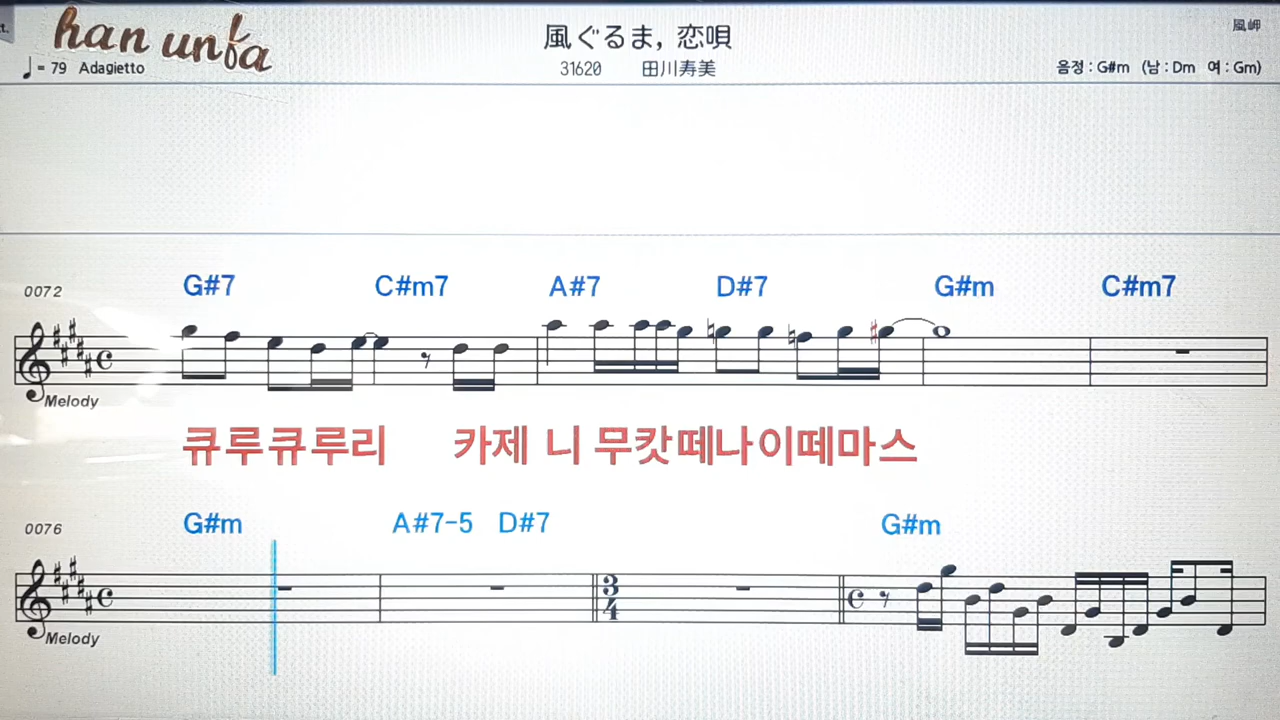 han unfa
風ぐるま, 恋唄
風岬
♩= 79 Adagietto
31620 田川寿美
음정 : G#m (남 : Dm 여 : Gm)
0072
G#7 C#m7 A#7 D#7 G#m C#m7
Melody
큐루큐루리 카제 니 무캇떼나이떼마스
0076
G#m A#7-5 D#7 G#m
3
4
Melody